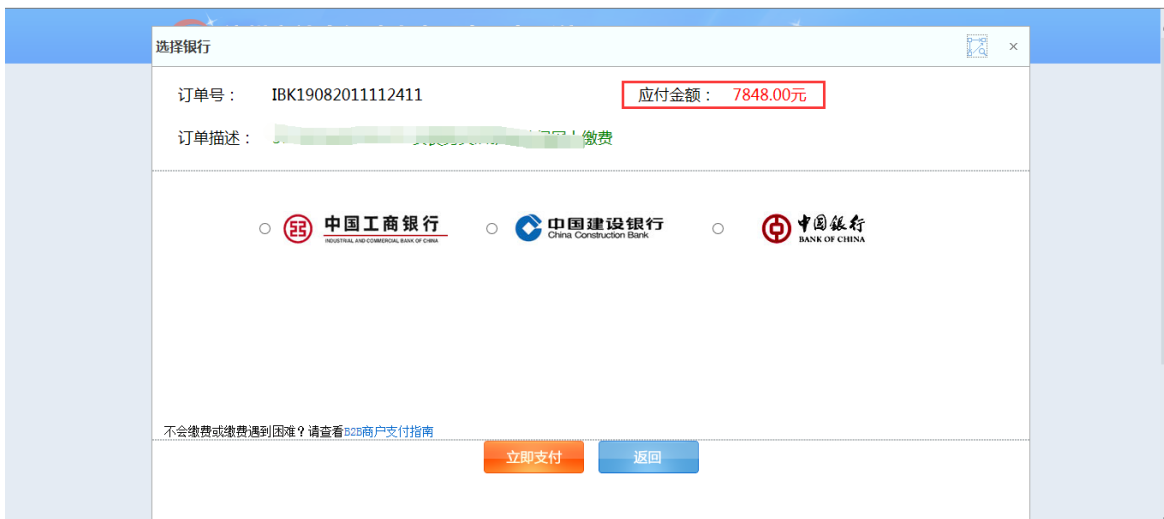 选择银行
订单号： IBK19082011112411 应付金额： 7848.00元
订单描述： 缴费
中国工商银行 中国建设银行 中国银行
INDUSTRIAL AND COMMERCIAL BANK OF CHINA China Construction Bank BANK OF CHINA
不会缴费或缴费遇到困难？请查看B2B商户支付指南
立即支付 返回